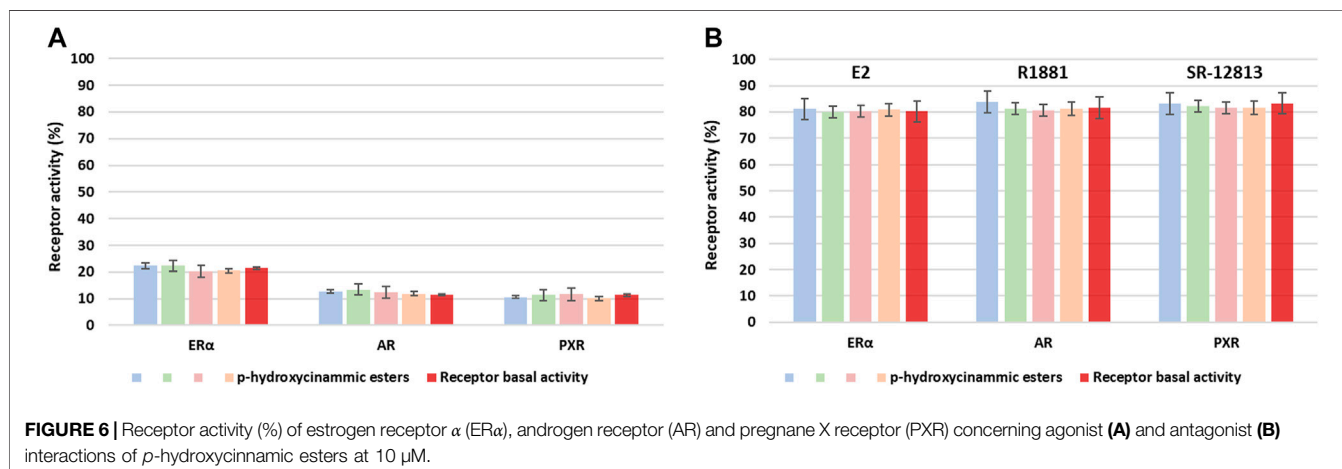 A
100
90
80
70
60
50
40
30
20
10
0
Receptor activity (%)
ERα
AR
PXR
p-hydroxycinammic esters
Receptor basal activity
B
100
90
80
70
60
50
40
30
20
10
0
Receptor activity (%)
E2
R1881
SR-12813
ERα
AR
PXR
p-hydroxycinammic esters
Receptor basal activity
FIGURE 6 | Receptor activity (%) of estrogen receptor α (ERα), androgen receptor (AR) and pregnane X receptor (PXR) concerning agonist (A) and antagonist (B)
interactions of p-hydroxycinnamic esters at 10 µM.